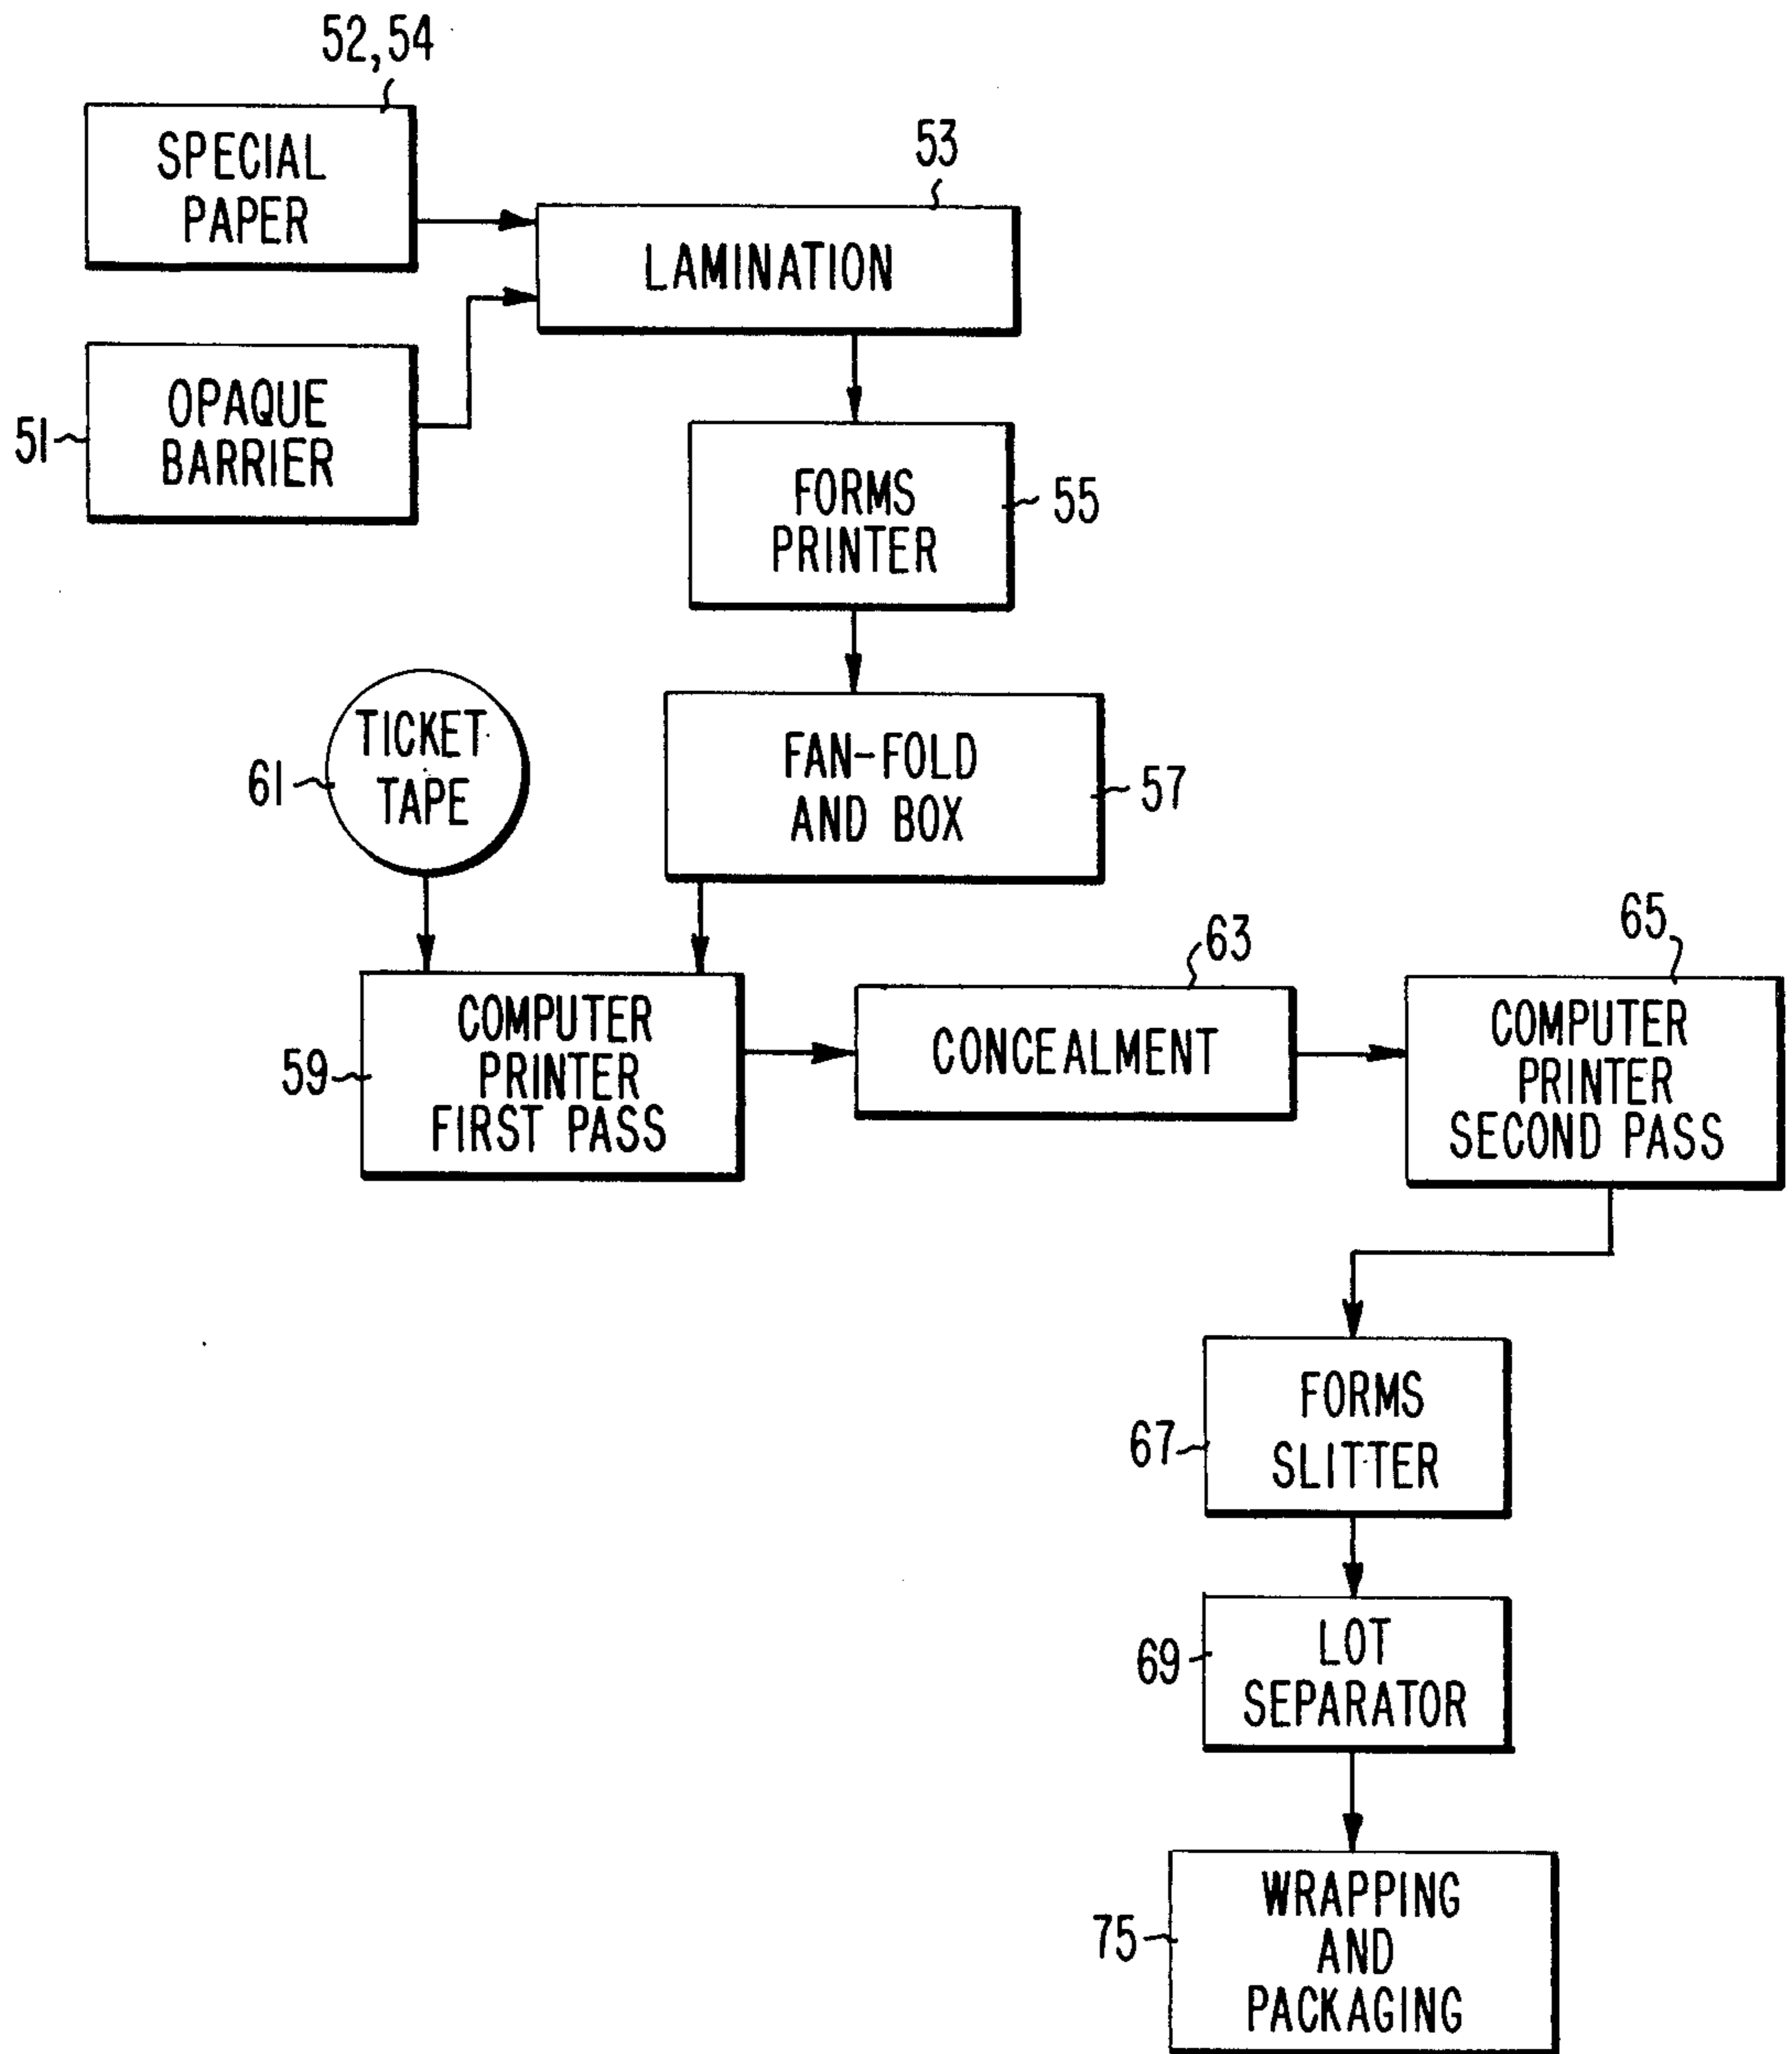 52,54
SPECIAL
PAPER
53
LAMINATION
51
OPAQUE
BARRIER
FORMS
PRINTER
55
61
TICKET
TAPE
FAN-FOLD
AND BOX
57
59
COMPUTER
PRINTER
FIRST PASS
63
CONCEALMENT
65
COMPUTER
PRINTER
SECOND PASS
67
FORMS
SLITTER
69
LOT
SEPARATOR
75
WRAPPING
AND
PACKAGING